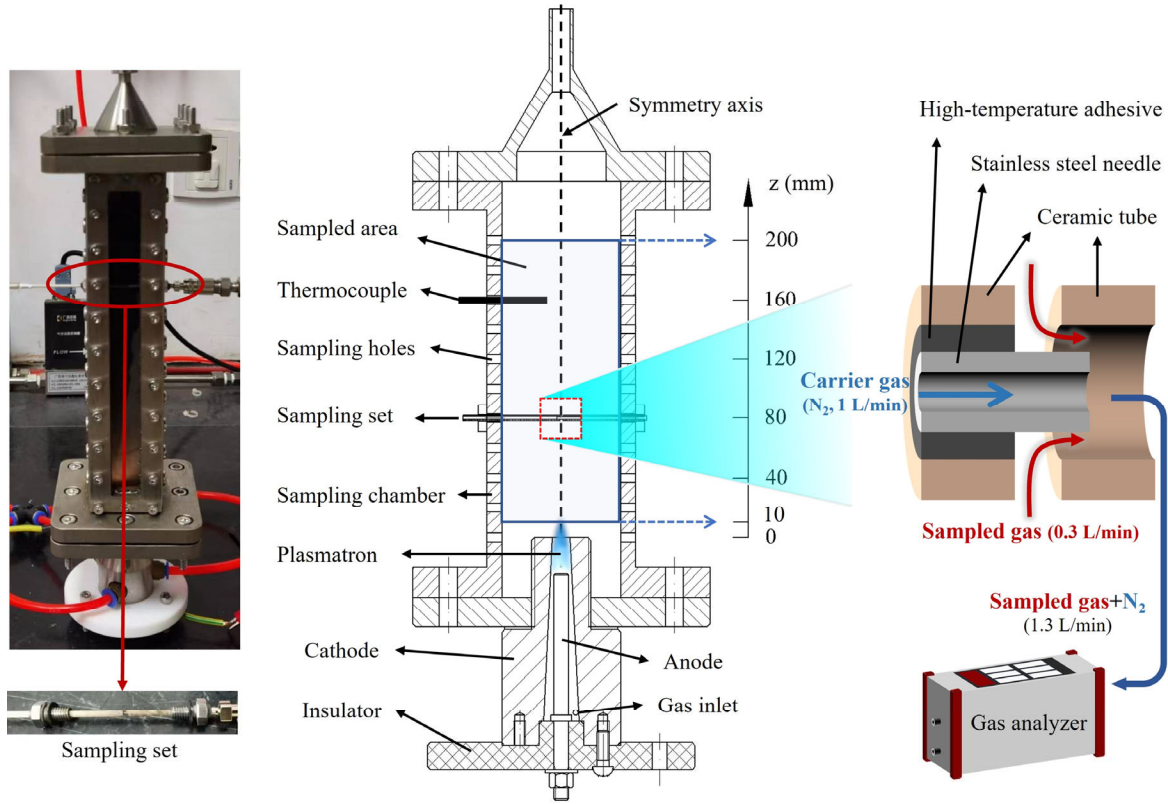 Sampling set
Symmetry axis
Sampled area
Thermocouple
Sampling holes
Sampling set
Sampling chamber
Plasmatron
Cathode
Anode
Gas inlet
Insulator
z (mm)
200
160
120
80
40
10
0
High-temperature adhesive
Stainless steel needle
Ceramic tube
Carrier gas
(N₂, 1 L/min)
Sampled gas (0.3 L/min)
Sampled gas+N₂
(1.3 L/min)
Gas analyzer
FLOW